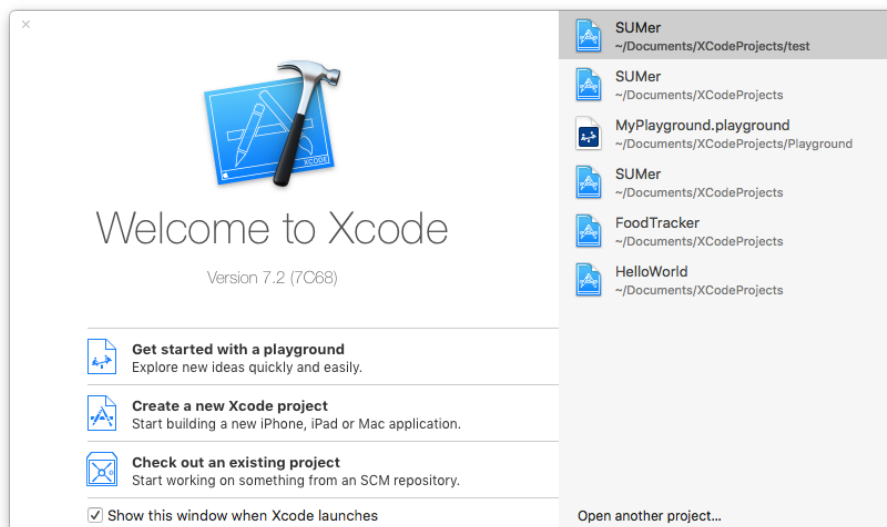 XCODE
Welcome to Xcode
Version 7.2 (7C68)
Get started with a playground
Explore new ideas quickly and easily.
Create a new Xcode project
Start building a new iPhone, iPad or Mac application.
Check out an existing project
Start working on something from an SCM repository.
Show this window when Xcode launches
SUMer
~/Documents/XCodeProjects/test
SUMer
~/Documents/XCodeProjects
MyPlayground.playground
~/Documents/XCodeProjects/Playground
SUMer
~/Documents/XCodeProjects
FoodTracker
~/Documents/XCodeProjects
HelloWorld
~/Documents/XCodeProjects
Open another project...